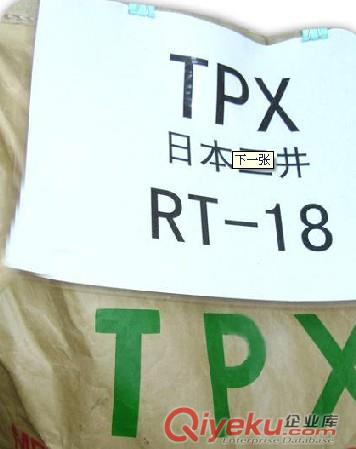 TPX
日本三井
下一张
RT-18
TPX
Qiyeku企业库
Enterprise Database